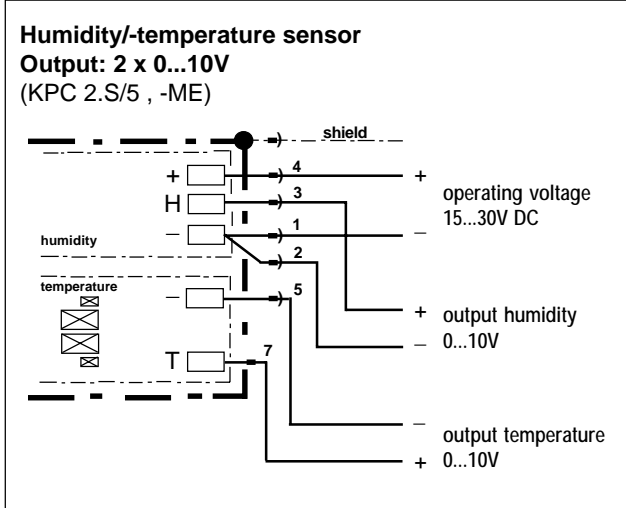 Humidity/-temperature sensor
Output: 2 x 0...10V
(KPC 2.S/5 , -ME)
shield
+ 4 +
H 3
operating voltage
15...30V DC
– 1 –
humidity
2
temperature
– 5
+ output humidity
– 0...10V
T 7
–
output temperature
+ 0...10V